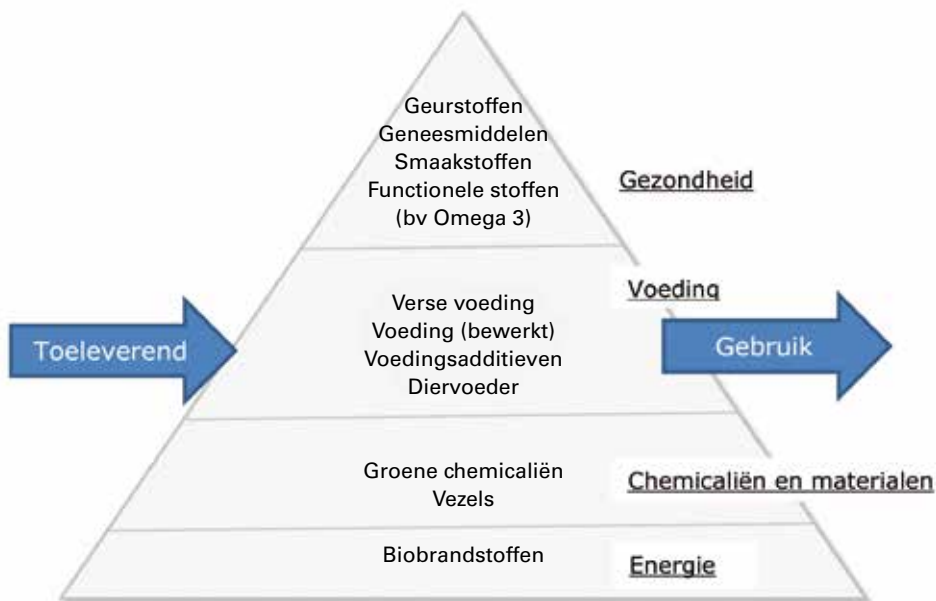 Geurstoffen
Geneesmiddelen
Smaakstoffen
Functionele stoffen
(bv Omega 3)
Gezondheid
Verse voeding
Voeding (bewerkt)
Voedingsadditieven
Diervoeder
Voeding
Toeleverend
Gebruik
Groene chemicaliën
Vezels
Chemicaliën en materialen
Biobrandstoffen
Energie